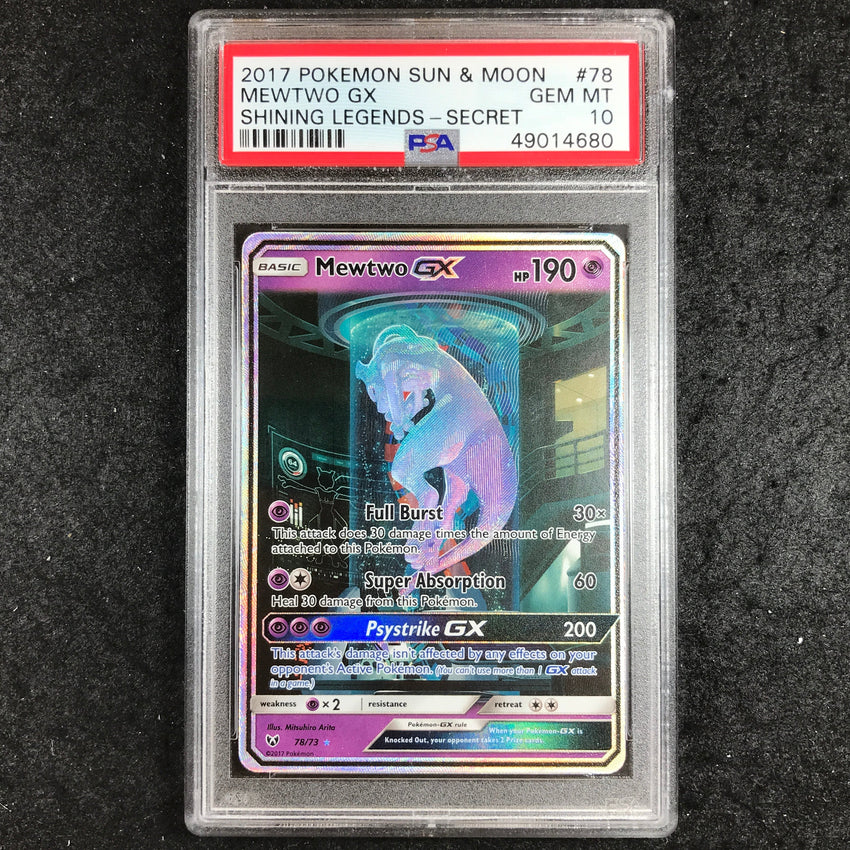 2017 POKEMON SUN & MOON #78
MEWTWO GX GEM MT
SHINING LEGENDS – SECRET 10
PSA 49014680
BASIC Mewtwo GX HP 190
64
Full Burst 30×
This attack does 30 damage times the amount of Energy
attached to this Pokémon.
Super Absorption 60
Heal 30 damage from this Pokémon.
Psystrike GX 200
This attack's damage isn't affected by any effects on your
opponent's Active Pokémon. (You can't use more than 1 GX attack
in a game.)
weakness × 2 resistance retreat
Illus. Mitsuhiro Arita
78/73
©2017 Pokémon
Pokémon-GX rule
When your Pokémon-GX is
Knocked Out, your opponent takes 2 Prize cards.